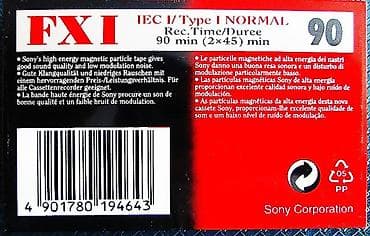 FX I
IEC I/Type I NORMAL
Rec.Time/Duree
90 min (2×45) min
90
• Sony's high energy magnetic particle tape gives
good sound quality and low modulation noise.
• Gute Klangqualität und niedriges Rauschen mit
einem hervorragenden Preis-/Leistungsverhältnis. Für
alle Cassettenrecorder geeignet.
• La bande haute énergie de Sony procure un son de
bonne qualité et un faible bruit de modulation.
• Le particelle magnetiche ad alta energia dei nastri
Sony danno una buona resa sonora e un disturbo di
modulazione particolarmente basso.
• Las partículas magnéticas Sony de alta energía
proporcionan excelente calidad sonora y bajo ruído de
modulación.
• As partículas magnéticas da alta energia desta nova
cassete Sony, proporcionam-lhe excelente qualidade de
som e um baixo nível de ruído de modulação.
4 901780 194643
05
PP
Sony Corporation